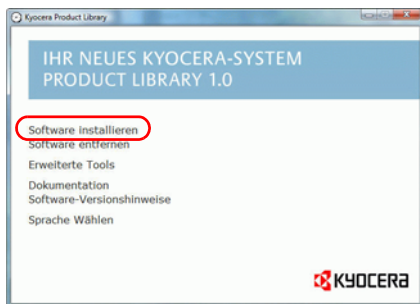 Kyocera Product Library
IHR NEUES KYOCERA-SYSTEM
PRODUCT LIBRARY 1.0
Software installieren
Software entfernen
Erweiterte Tools
Dokumentation
Software-Versionshinweise
Sprache Wählen
KYOCERA